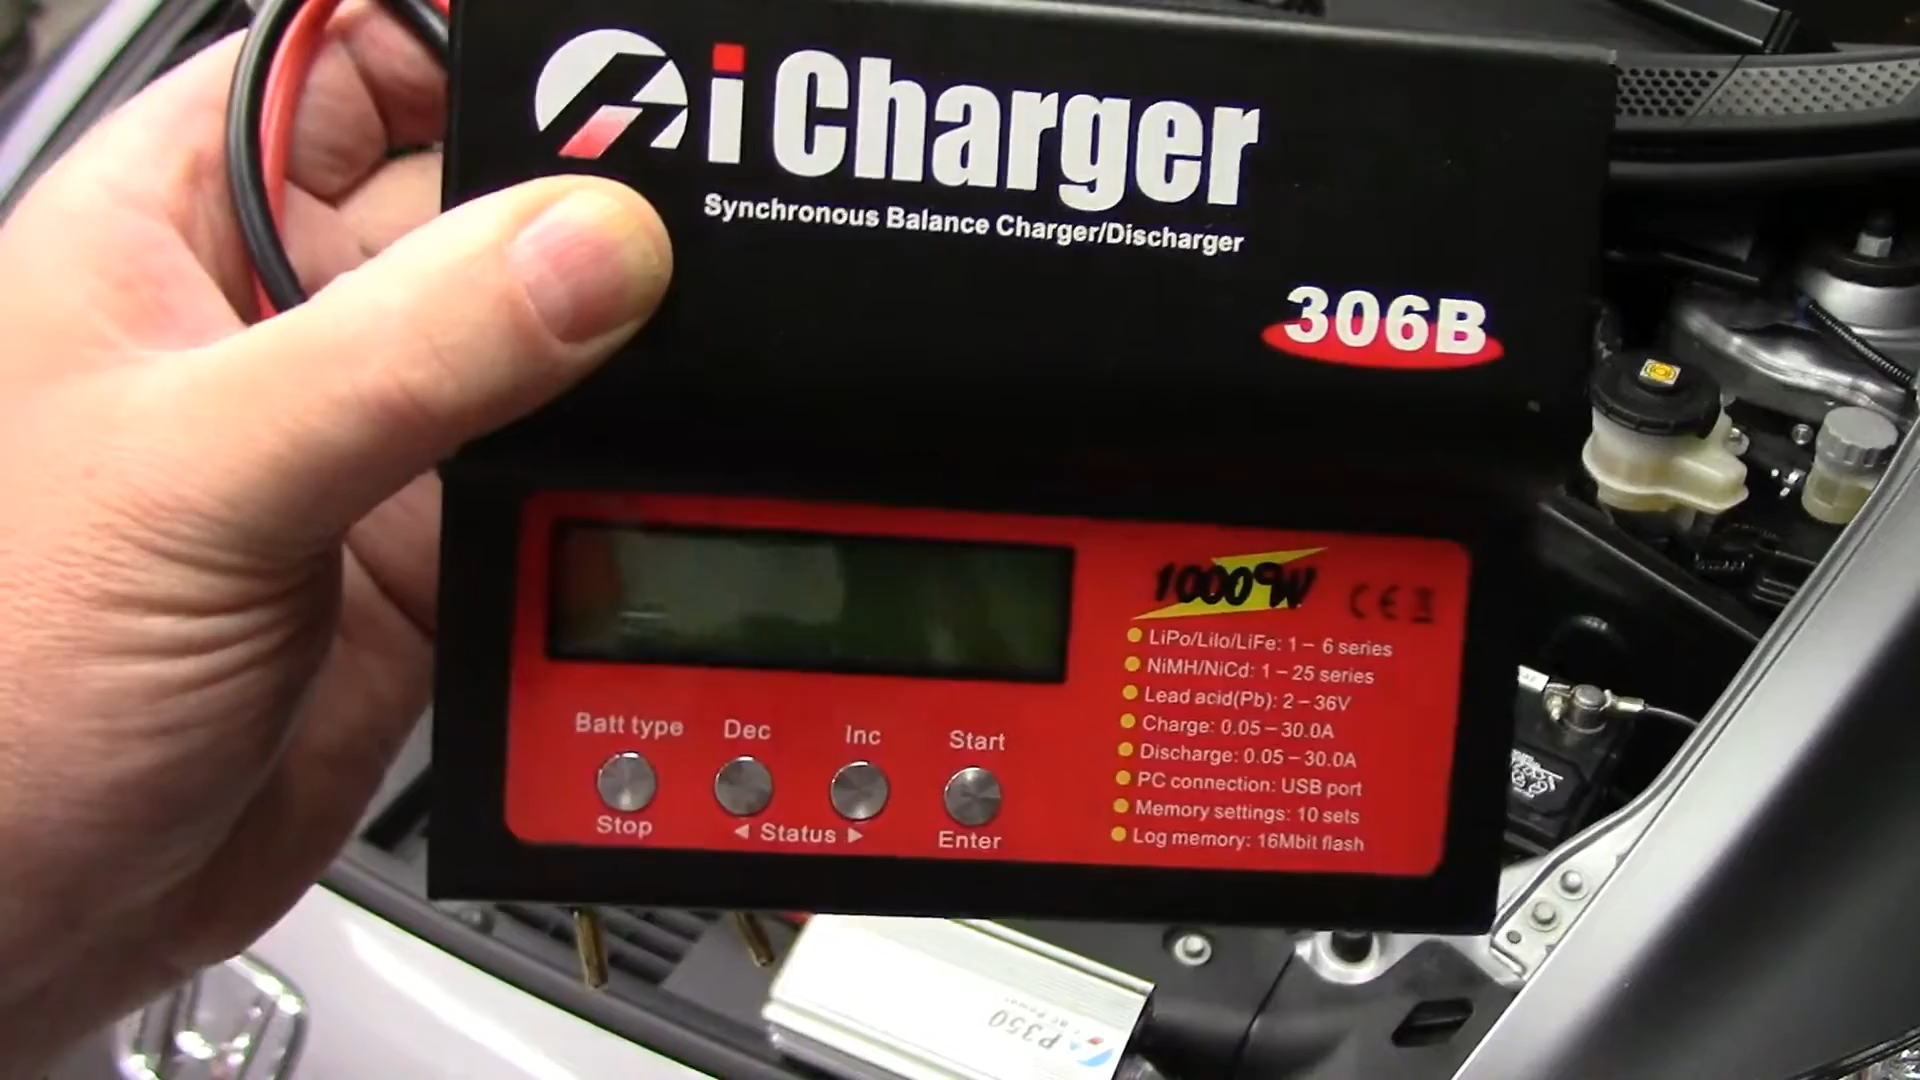 i Charger
Synchronous Balance Charger/Discharger
306B
1000W CE
LiPo/LiIo/LiFe: 1 – 6 series
NiMH/NiCd: 1 – 25 series
Lead acid(Pb): 2 – 36V
Charge: 0.05 – 30.0A
Discharge: 0.05 – 30.0A
PC connection: USB port
Memory settings: 10 sets
Log memory: 16Mbit flash
Batt type Dec Inc Start
Stop ◄ Status ► Enter
P350